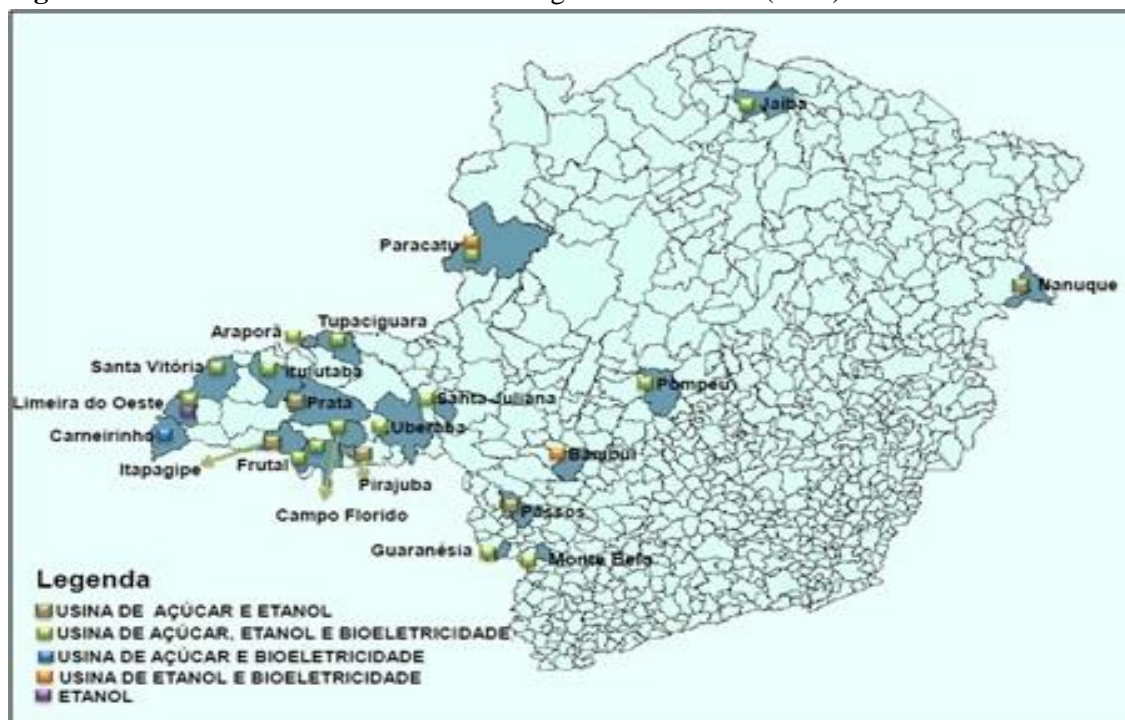 Jaíba
Paracatu
Nanuque
Araporã
Tupaciguara
Santa Vitória
Ituiutaba
Pompeu
Limeira do Oeste
Prata
Santa Juliana
Carneirinho
Uberaba
Itapagipe
Frutal
Bambuí
Pirajuba
Campo Florido
Passos
Guaranésia
Monte Belo
Legenda
USINA DE AÇÚCAR E ETANOL
USINA DE AÇÚCAR, ETANOL E BIOELETRICIDADE
USINA DE AÇÚCAR E BIOELETRICIDADE
USINA DE ETANOL E BIOELETRICIDADE
ETANOL